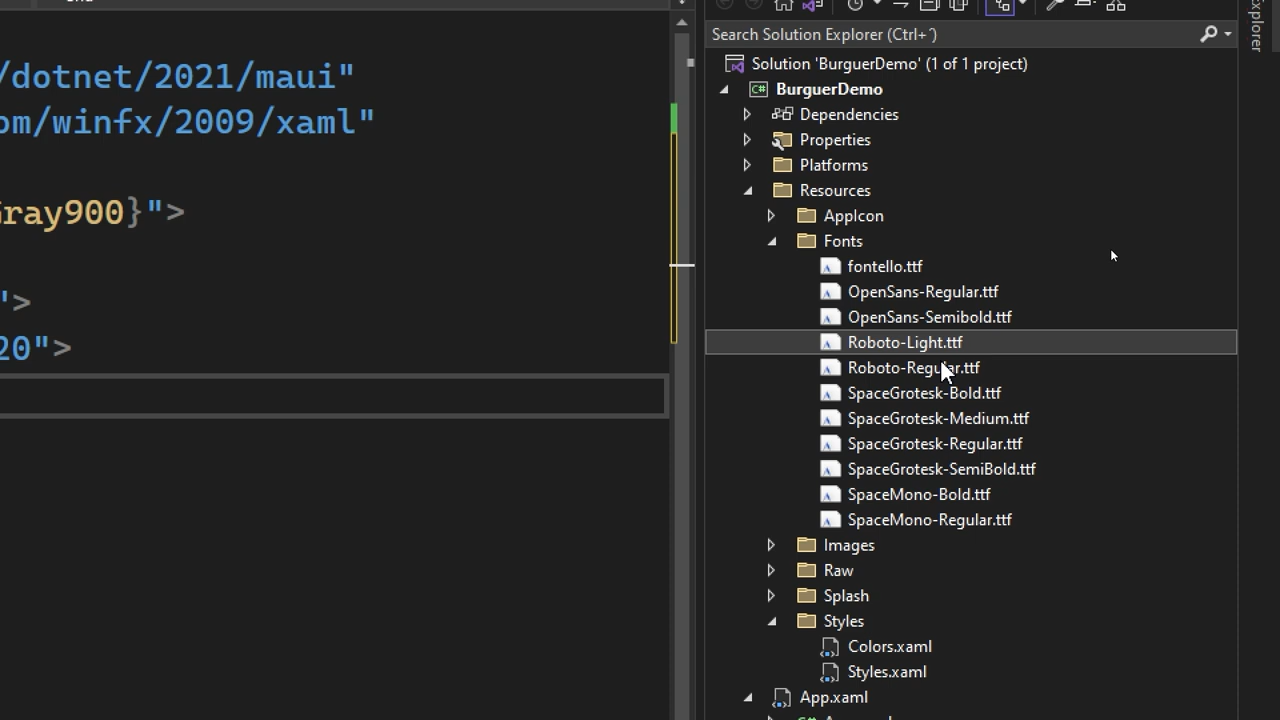 /dotnet/2021/maui"
om/winfx/2009/xaml"
Gray900}">
">
20">
Search Solution Explorer (Ctrl+´)
Solution 'BurguerDemo' (1 of 1 project)
C# BurguerDemo
Dependencies
Properties
Platforms
Resources
AppIcon
Fonts
fontello.ttf
OpenSans-Regular.ttf
OpenSans-Semibold.ttf
Roboto-Light.ttf
Roboto-Regular.ttf
SpaceGrotesk-Bold.ttf
SpaceGrotesk-Medium.ttf
SpaceGrotesk-Regular.ttf
SpaceGrotesk-SemiBold.ttf
SpaceMono-Bold.ttf
SpaceMono-Regular.ttf
Images
Raw
Splash
Styles
Colors.xaml
Styles.xaml
App.xaml
Explorer